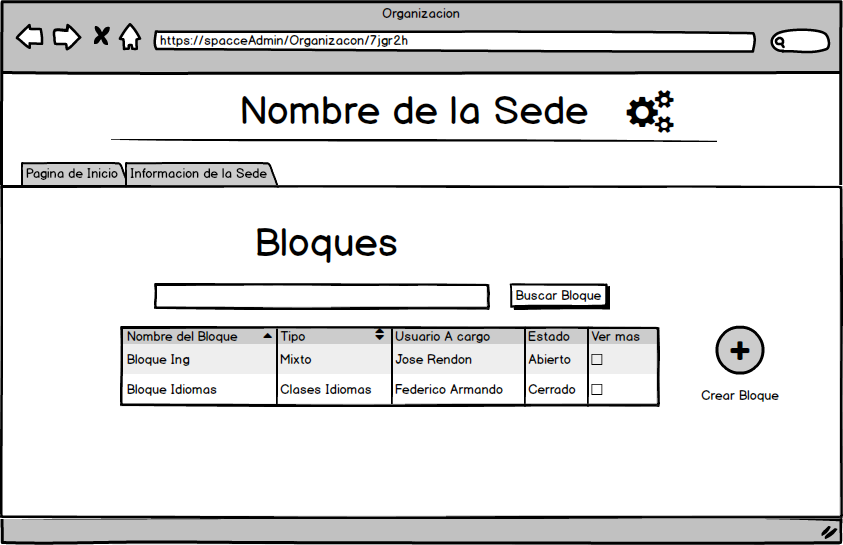 Organizacion
https://spacceAdmin/Organizacon/7jgr2h
Nombre de la Sede
Pagina de Inicio Informacion de la Sede
Bloques
Buscar Bloque
Nombre del Bloque Tipo Usuario A cargo Estado Ver mas
Bloque Ing Mixto Jose Rendon Abierto
Bloque Idiomas Clases Idiomas Federico Armando Cerrado
Crear Bloque